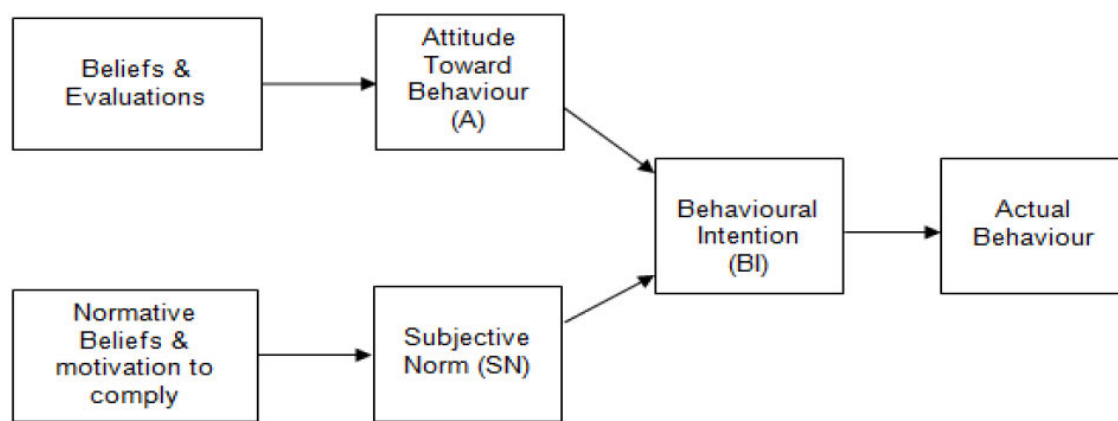 Beliefs &
Evaluations
Attitude
Toward
Behaviour
(A)
Behavioural
Intention
(BI)
Actual
Behaviour
Normative
Beliefs &
motivation to
comply
Subjective
Norm (SN)